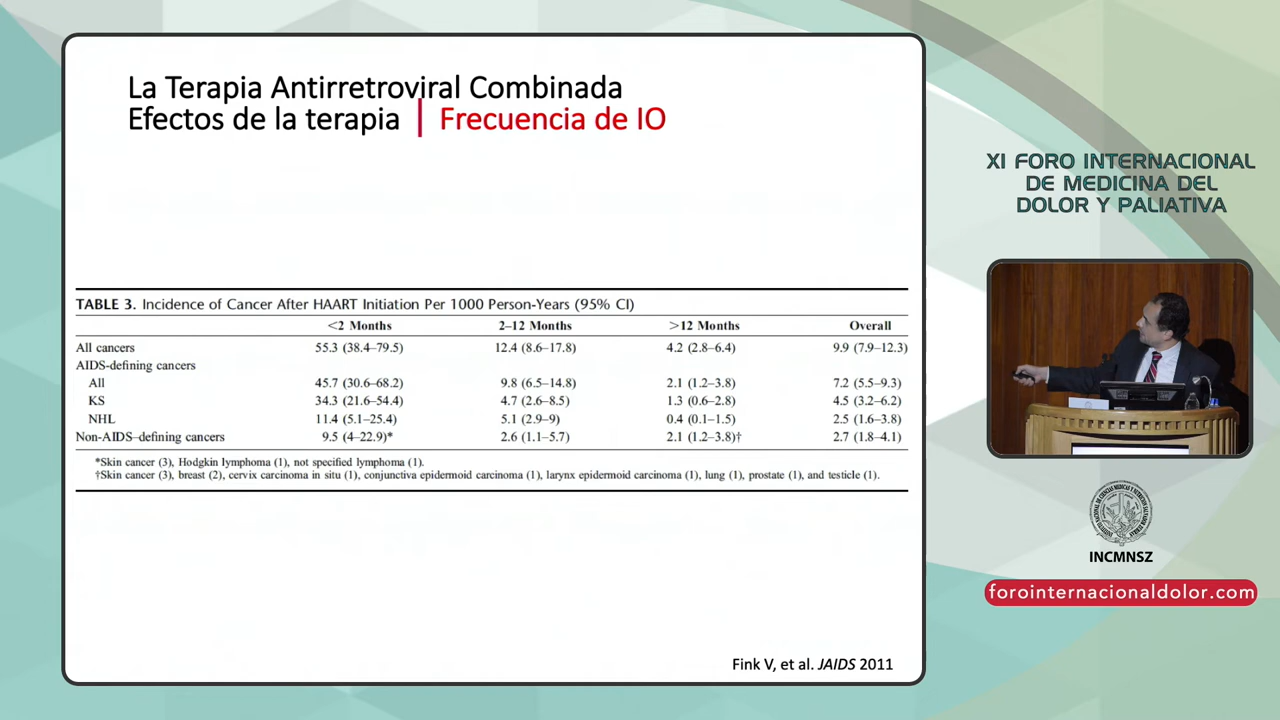 La Terapia Antirretroviral Combinada
Efectos de la terapia | Frecuencia de IO
TABLE 3. Incidence of Cancer After HAART Initiation Per 1000 Person-Years (95% CI)
<2 Months 2–12 Months >12 Months Overall
All cancers 55.3 (38.4–79.5) 12.4 (8.6–17.8) 4.2 (2.8–6.4) 9.9 (7.9–12.3)
AIDS-defining cancers
All 45.7 (30.6–68.2) 9.8 (6.5–14.8) 2.1 (1.2–3.8) 7.2 (5.5–9.3)
KS 34.3 (21.6–54.4) 4.7 (2.6–8.5) 1.3 (0.6–2.8) 4.5 (3.2–6.2)
NHL 11.4 (5.1–25.4) 5.1 (2.9–9) 0.4 (0.1–1.5) 2.5 (1.6–3.8)
Non-AIDS–defining cancers 9.5 (4–22.9)* 2.6 (1.1–5.7) 2.1 (1.2–3.8)† 2.7 (1.8–4.1)
*Skin cancer (3), Hodgkin lymphoma (1), not specified lymphoma (1).
†Skin cancer (3), breast (2), cervix carcinoma in situ (1), conjunctiva epidermoid carcinoma (1), larynx epidermoid carcinoma (1), lung (1), prostate (1), and testicle (1).
Fink V, et al. JAIDS 2011
XI FORO INTERNACIONAL
DE MEDICINA DEL
DOLOR Y PALIATIVA
INCMNSZ
forointernacionaldolor.com